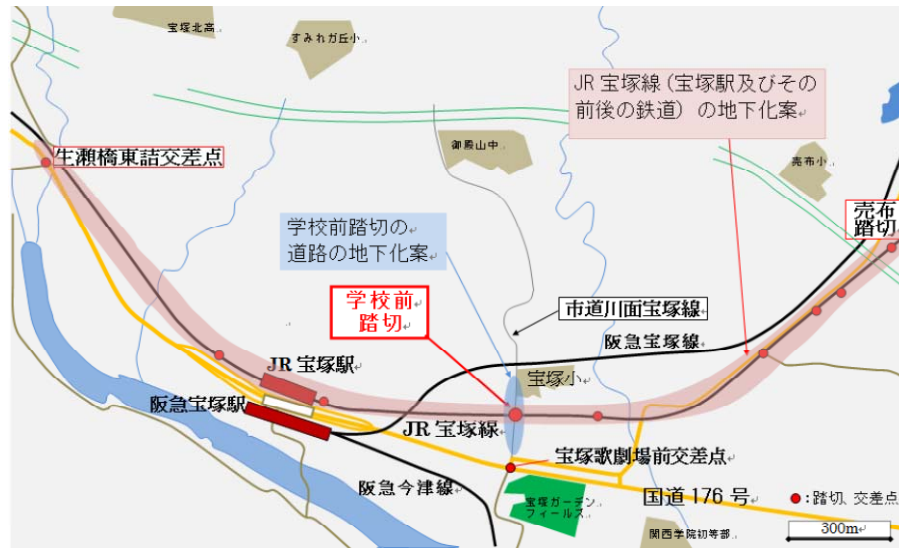 宝塚北高
すみれガ丘小
JR宝塚線(宝塚駅及びその
前後の鉄道)の地下化案
御殿山中
売布小
生瀬橋東詰交差点
売布
踏切
学校前踏切の
道路の地下化案
学校前
踏切
市道川面宝塚線
阪急宝塚線
JR宝塚駅
宝塚小
阪急宝塚駅
JR宝塚線
宝塚歌劇場前交差点
阪急今津線
国道176号
●:踏切、交差点
宝塚ガーデン
フィールズ
関西学院初等部
300m